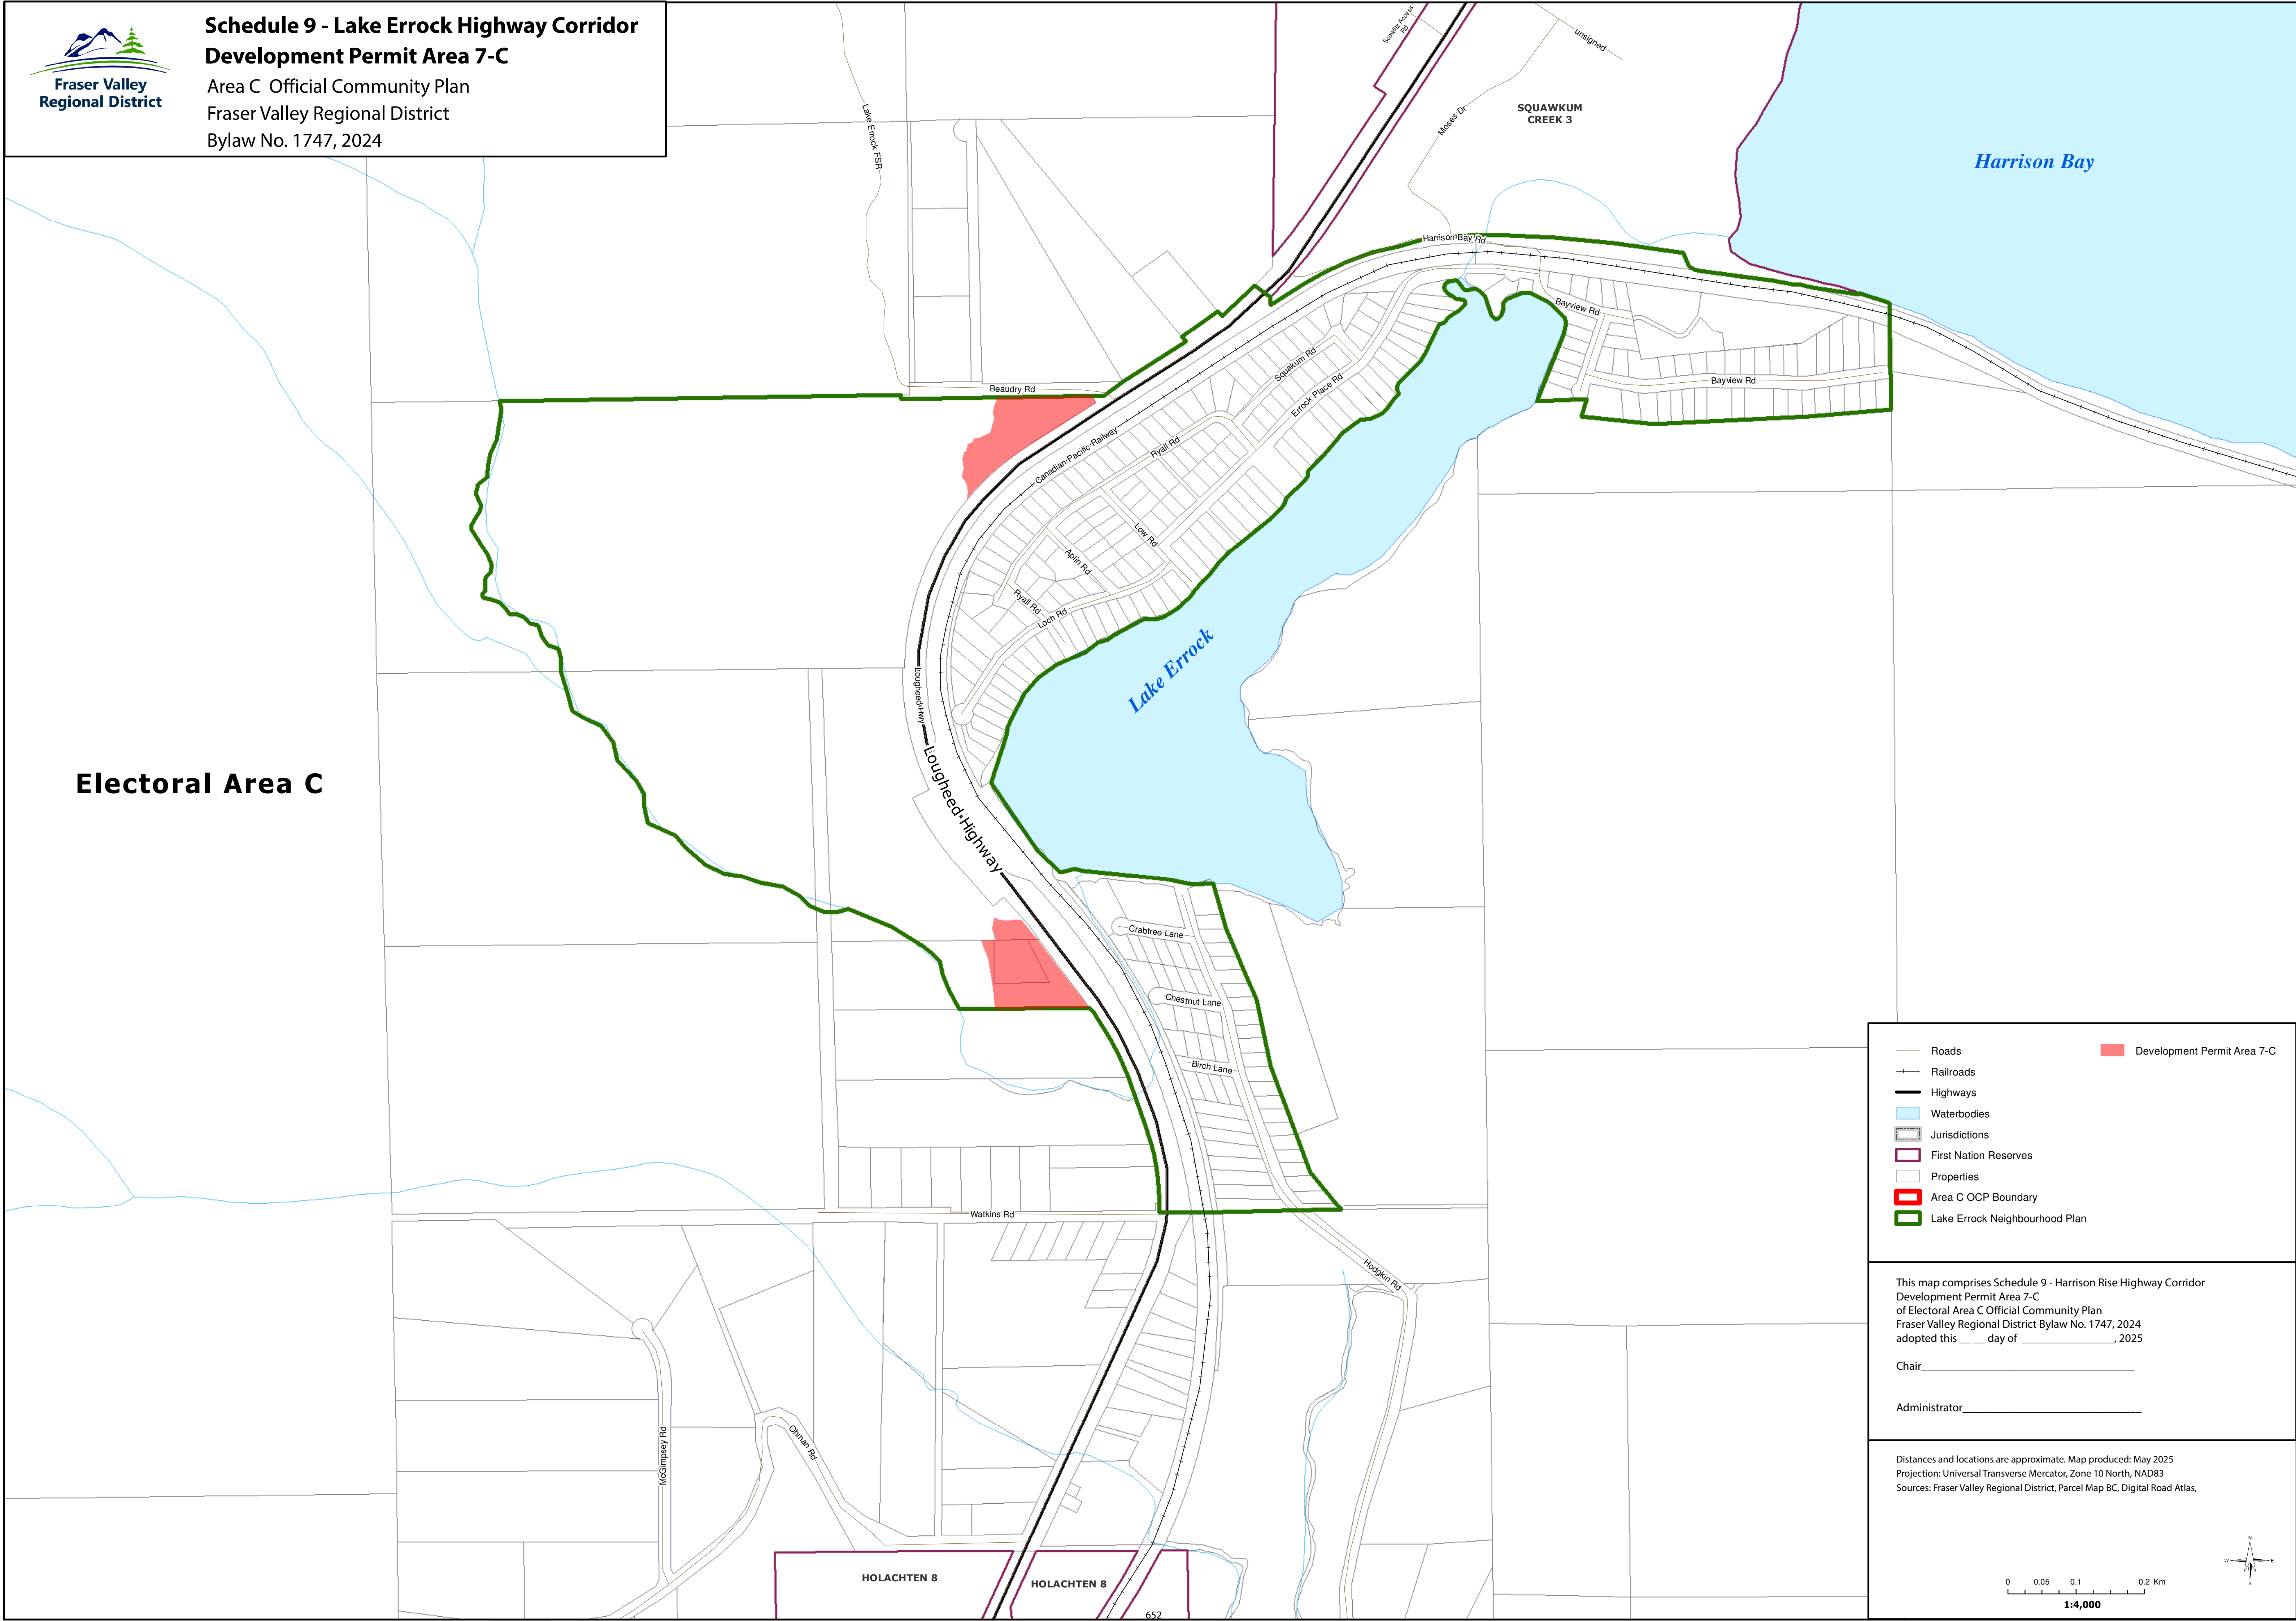 Schedule 9 - Lake Errock Highway Corridor
Development Permit Area 7-C
Area C Official Community Plan
Fraser Valley Regional District
Bylaw No. 1747, 2024
Fraser Valley
Regional District
Scowlitz Access
Rd
unsigned
Lake Errock FSR
Moses Dr
SQUAWKUM
CREEK 3
Harrison Bay
Harrison Bay Rd
Bayview Rd
Bayview Rd
Beaudry Rd
Squakum Rd
Errock Place Rd
Canadian Pacific Railway
Ryall Rd
Low Rd
Aplin Rd
Ryall Rd
Loch Rd
Lake Errock
Lougheed Hwy
Lougheed Highway
Electoral Area C
Crabtree Lane
Chestnut Lane
Birch Lane
Watkins Rd
Hodgkin Rd
McGimpsey Rd
Ohman Rd
HOLACHTEN 8
HOLACHTEN 8
652
Roads
Development Permit Area 7-C
Railroads
Highways
Waterbodies
Jurisdictions
First Nation Reserves
Properties
Area C OCP Boundary
Lake Errock Neighbourhood Plan
This map comprises Schedule 9 - Harrison Rise Highway Corridor
Development Permit Area 7-C
of Electoral Area C Official Community Plan
Fraser Valley Regional District Bylaw No. 1747, 2024
adopted this __ __ day of ________________, 2025
Chair____________________________________
Administrator______________________________
Distances and locations are approximate. Map produced: May 2025
Projection: Universal Transverse Mercator, Zone 10 North, NAD83
Sources: Fraser Valley Regional District, Parcel Map BC, Digital Road Atlas,
N
W E
S
0 0.05 0.1 0.2 Km
1:4,000